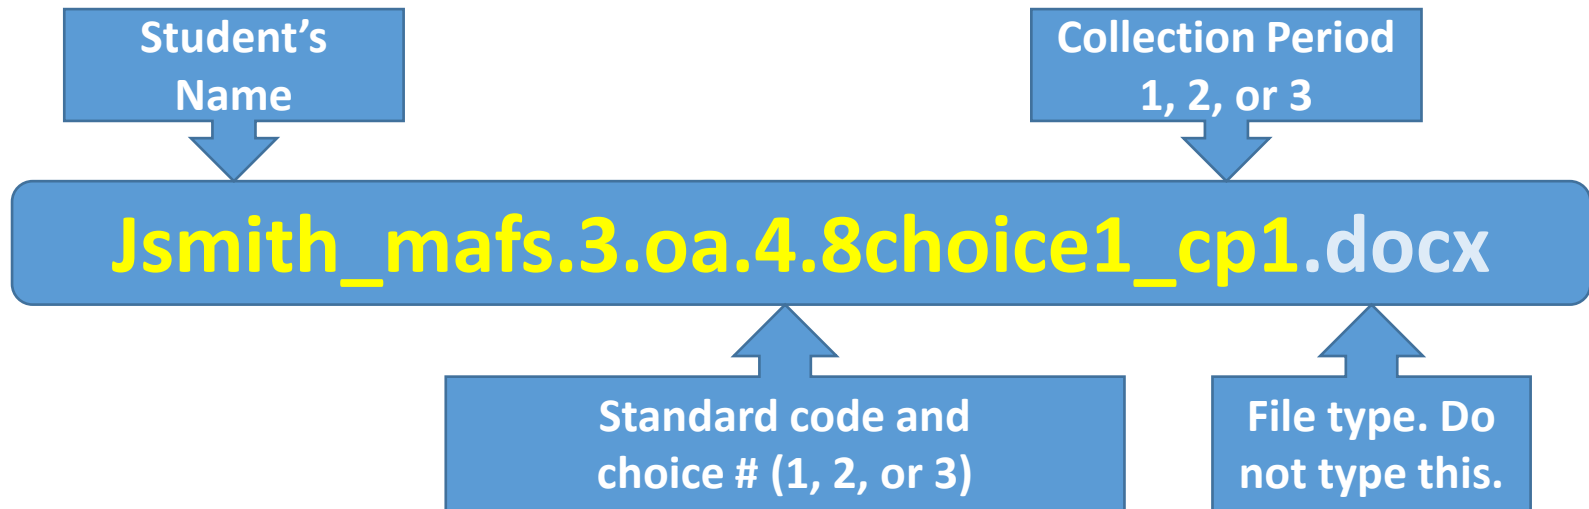 Student’s
Name
Collection Period
1, 2, or 3
Jsmith_mafs.3.oa.4.8choice1_cp1.docx
Standard code and
choice # (1, 2, or 3)
File type. Do
not type this.